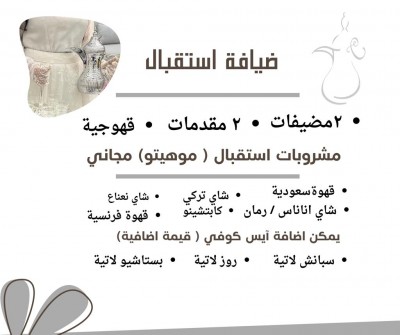 ضيافة استقبال
• ٢مضيفات • ٢ مقدمات • قهوجية
مشروبات استقبال ( موهيتو) مجاني
• قهوةسعودية • شاي تركي • شاي نعناع
• شاي اناناس / رمان • كابتشينو • قهوة فرنسية
يمكن اضافة آيس كوفي ( قيمة اضافية)
• سبانش لاتية • روز لاتية • بستاشيو لاتية